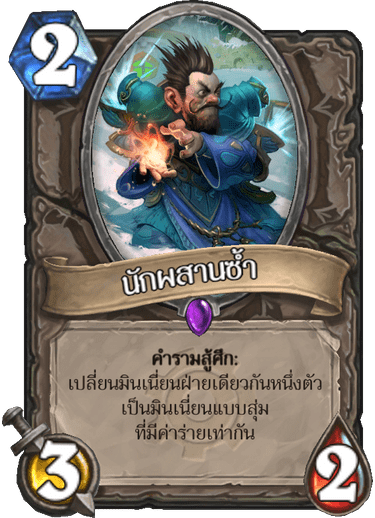 2
นักผสานซ้ำ
คำรามสู้ศึก:
เปลี่ยนมินเนี่ยนฝ่ายเดียวกันหนึ่งตัว
เป็นมินเนี่ยนแบบสุ่ม
ที่มีค่าร่ายเท่ากัน
3
2